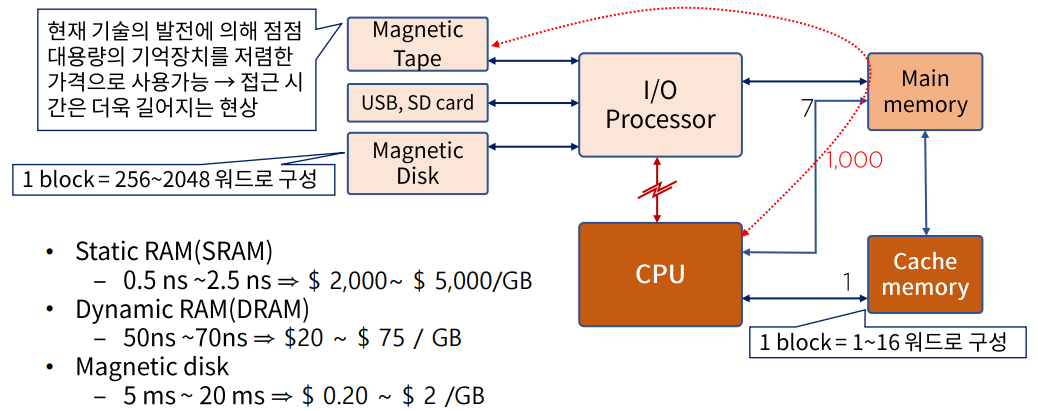 현재 기술의 발전에 의해 점점
대용량의 기억장치를 저렴한
가격으로 사용가능 → 접근 시
간은 더욱 길어지는 현상
Magnetic
Tape
USB, SD card
Magnetic
Disk
1 block = 256~2048 워드로 구성
I/O
Processor
Main
memory
7
1,000
CPU
1
Cache
memory
1 block = 1~16 워드로 구성
• Static RAM(SRAM)
– 0.5 ns ~2.5 ns ⇒ $ 2,000~ $ 5,000/GB
• Dynamic RAM(DRAM)
– 50ns ~70ns ⇒ $20 ~ $ 75 / GB
• Magnetic disk
– 5 ms ~ 20 ms ⇒ $ 0.20 ~ $ 2 /GB